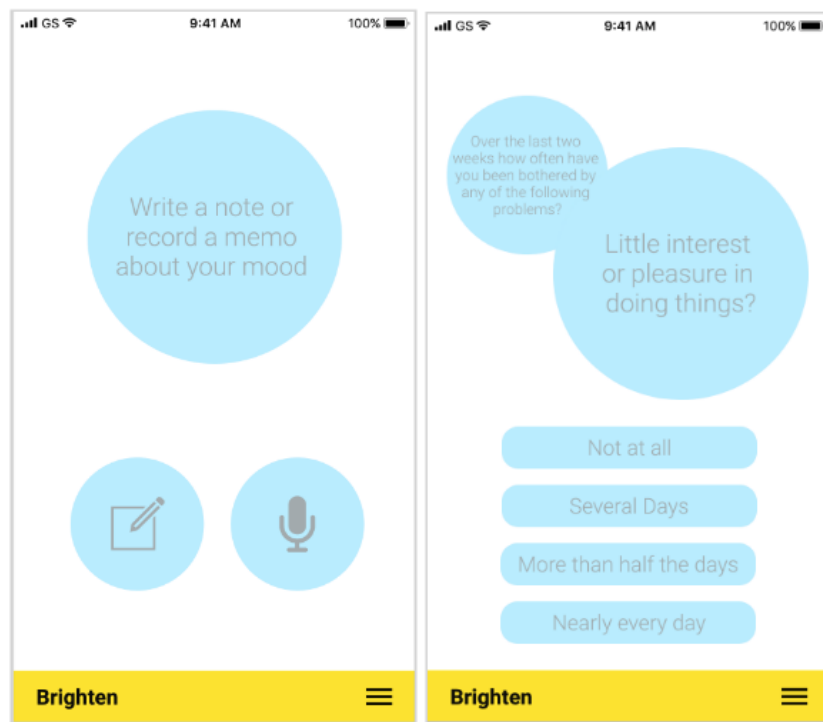 GS 9:41 AM 100%
Write a note or
record a memo
about your mood
Brighten
GS 9:41 AM 100%
Over the last two
weeks how often have
you been bothered by
any of the following
problems?
Little interest
or pleasure in
doing things?
Not at all
Several Days
More than half the days
Nearly every day
Brighten